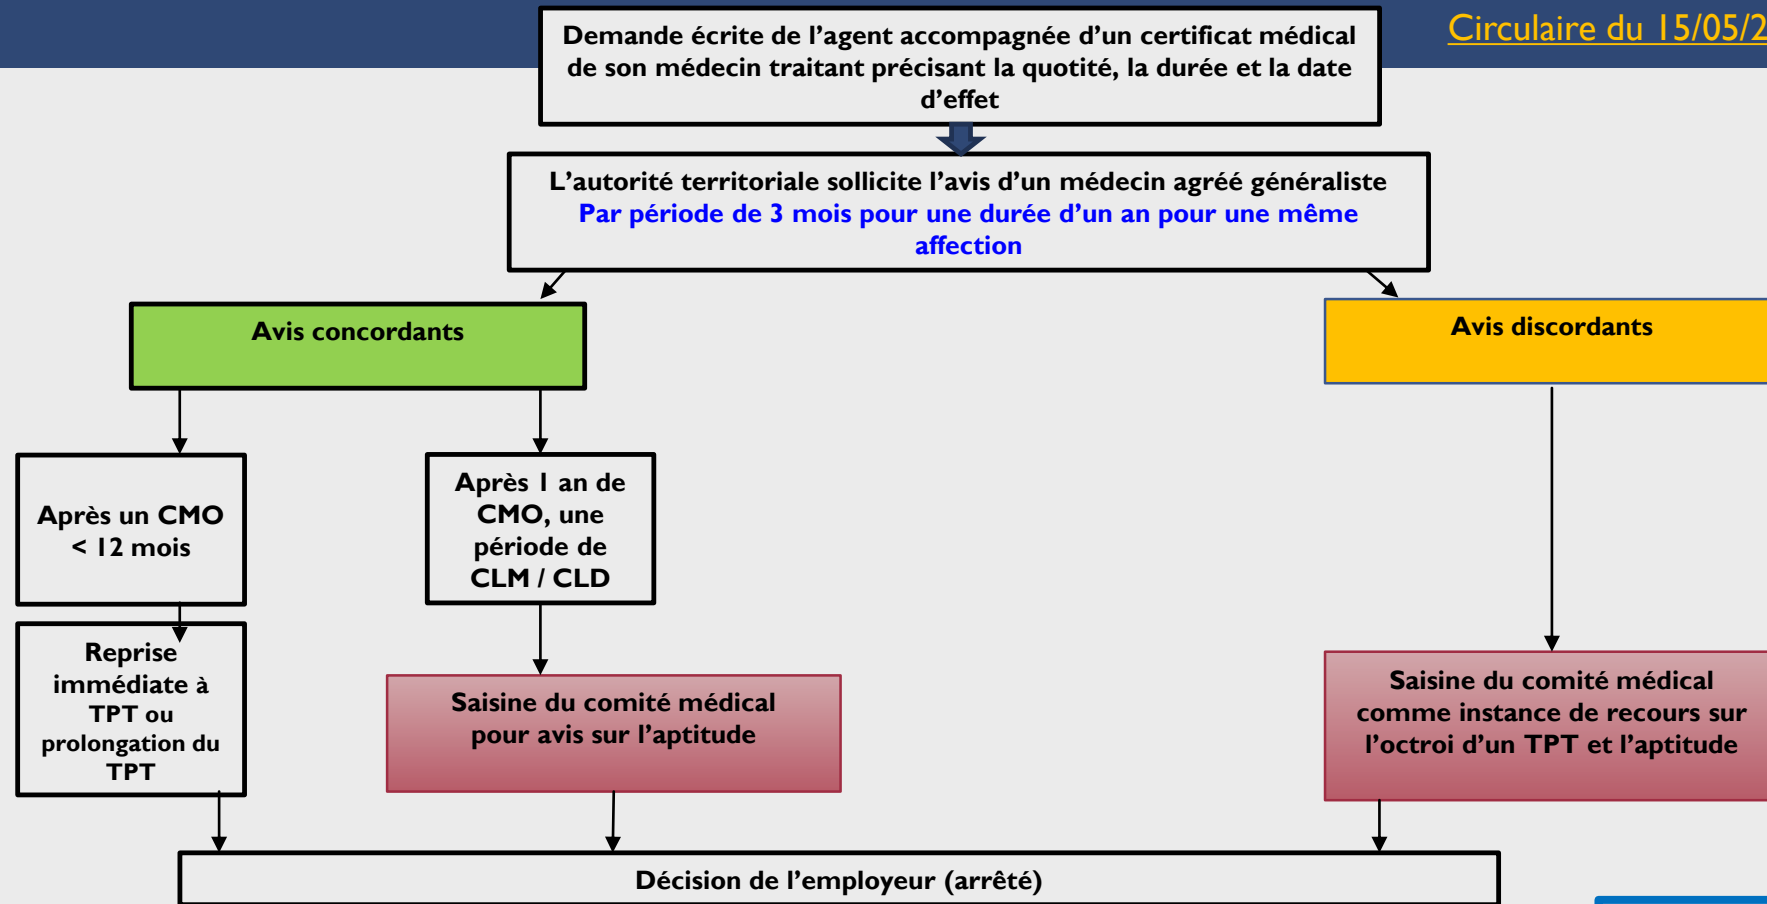 Circulaire du 15/05/2
Demande écrite de l’agent accompagnée d’un certificat médical
de son médecin traitant précisant la quotité, la durée et la date
d’effet
L’autorité territoriale sollicite l’avis d’un médecin agréé généraliste
Par période de 3 mois pour une durée d’un an pour une même
affection
Avis concordants
Avis discordants
Après un CMO
< 12 mois
Après 1 an de
CMO, une
période de
CLM / CLD
Reprise
immédiate à
TPT ou
prolongation du
TPT
Saisine du comité médical
pour avis sur l’aptitude
Saisine du comité médical
comme instance de recours sur
l’octroi d’un TPT et l’aptitude
Décision de l’employeur (arrêté)